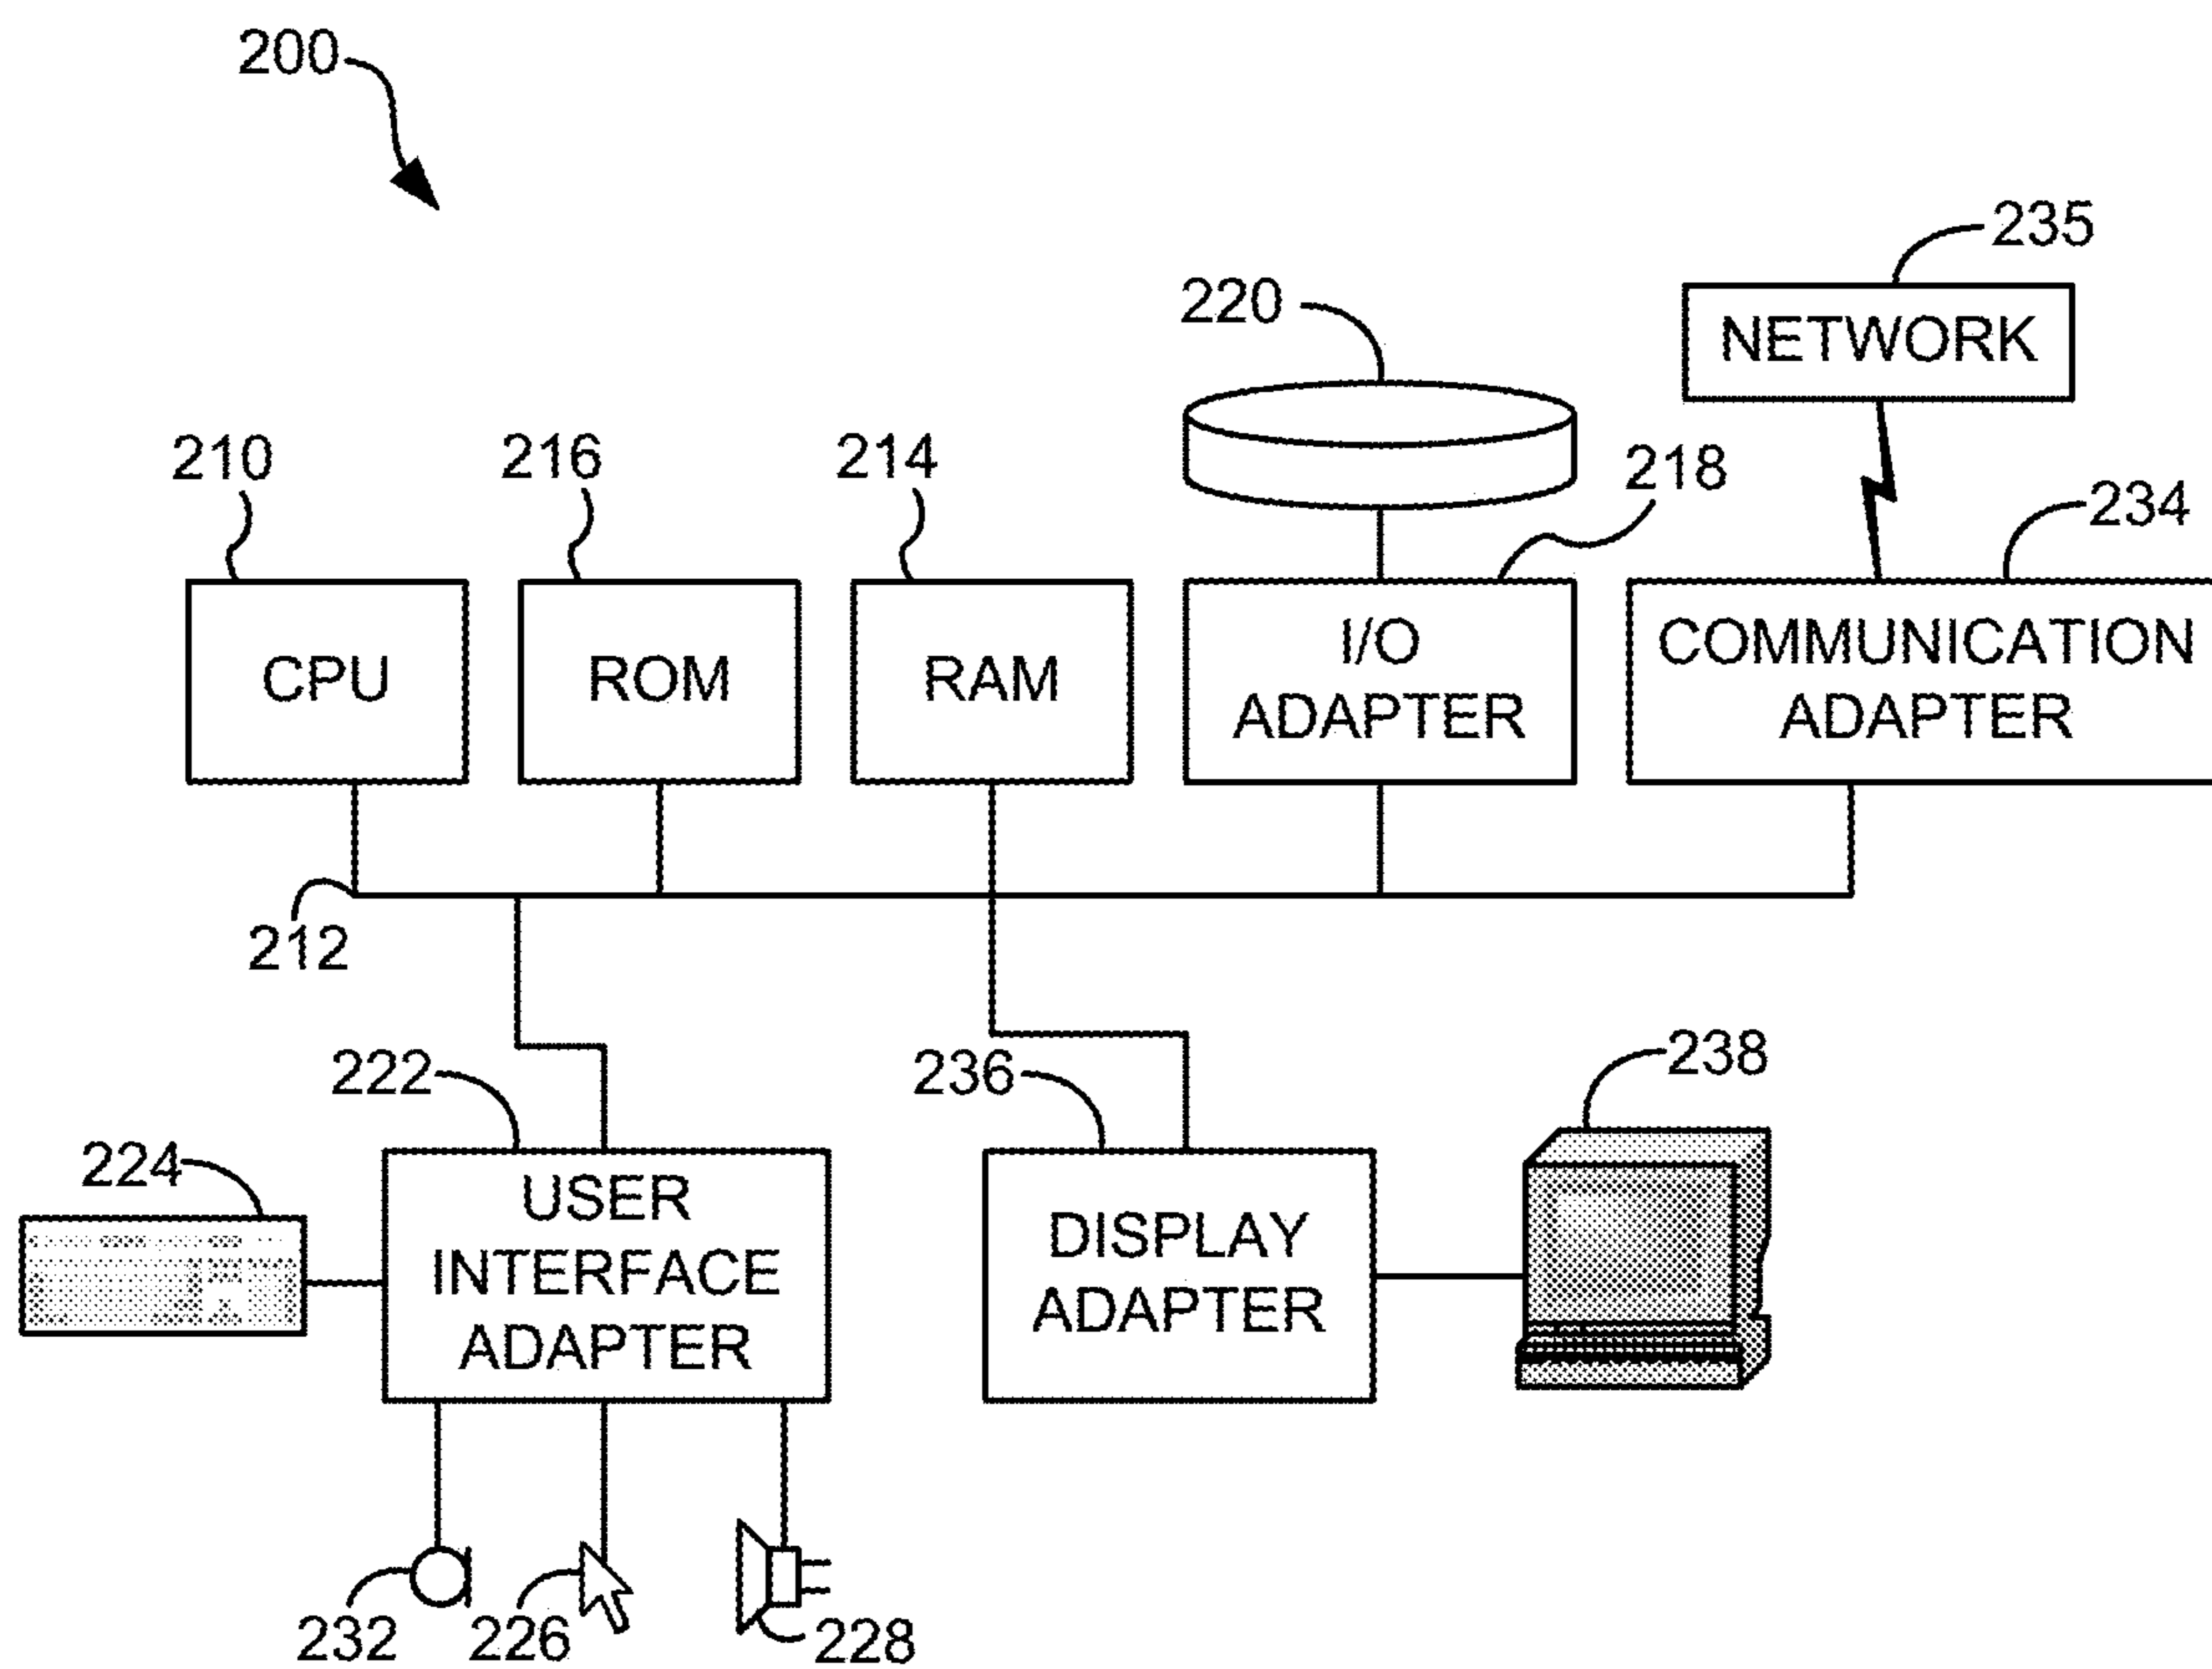 200
235
NETWORK
220
210
216
214
218
234
CPU
ROM
RAM
I/O
ADAPTER
COMMUNICATION
ADAPTER
212
222
236
238
224
USER
INTERFACE
ADAPTER
DISPLAY
ADAPTER
232
226
228